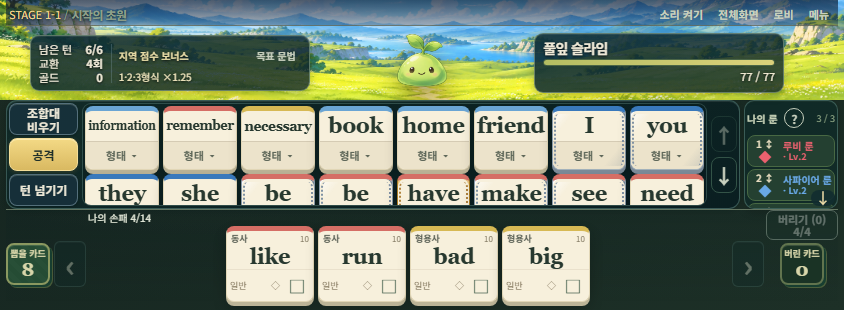 STAGE 1-1 / 시작의 초원
소리 켜기 전체화면 로비 메뉴
남은 턴 6/6
교환 4회
골드 0
지역 점수 보너스
1·2·3형식 ×1.25
목표 문법
풀잎 슬라임
77 / 77
조합대 비우기
공격
턴 넘기기
information remember necessary book home friend I you
형태 형태 형태 형태 형태 형태 형태 형태
they she be be have make see need
나의 룬 ? 3 / 3
1 루비 룬
· Lv.2
2 사파이어 룬
· Lv.2
나의 손패 4/14
버리기 (0)
4/4
뽑을 카드
8
동사 10
like
일반
동사 10
run
일반
형용사 10
bad
일반
형용사 10
big
일반
버린 카드
0